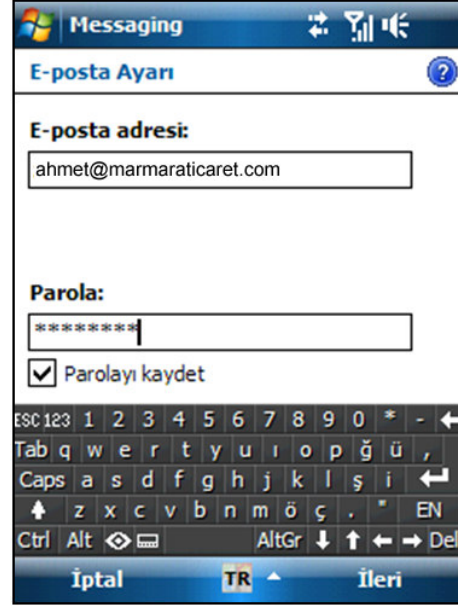 Messaging
E-posta Ayarı
E-posta adresi:
ahmet@marmaraticaret.com
Parola:
********
Parolayı kaydet
ESC 123 1 2 3 4 5 6 7 8 9 0 * - ←
Tab q w e r t y u ı o p ğ ü ,
Caps a s d f g h j k l ş i ↵
z x c v b n m ö ç . " EN
Ctrl Alt AltGr ↓ ↑ ← → Del
İptal TR İleri